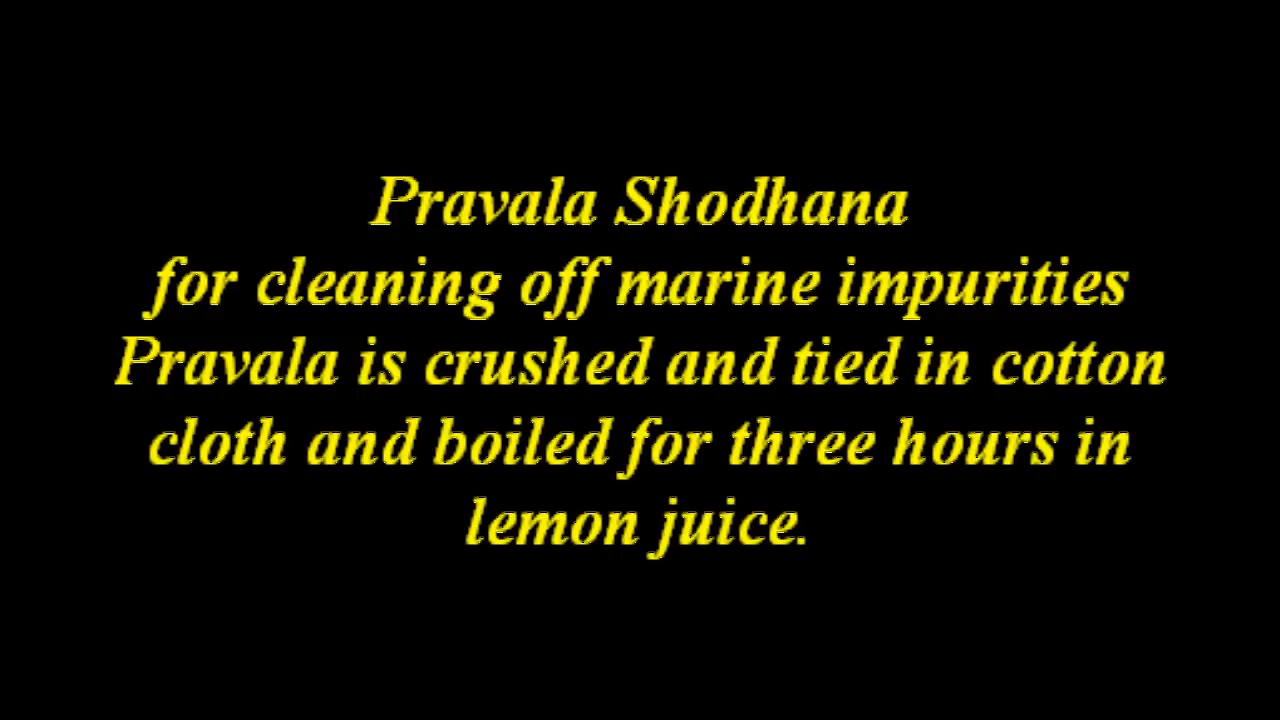 Pravala Shodhana
for cleaning off marine impurities
Pravala is crushed and tied in cotton
cloth and boiled for three hours in
lemon juice.